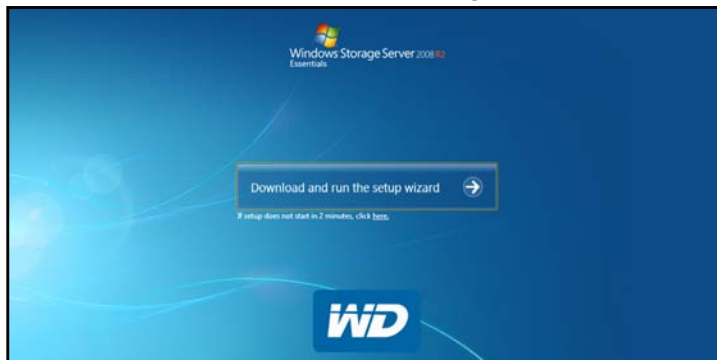 Windows Storage Server 2008 R2
Essentials
Download and run the setup wizard
If setup does not start in 2 minutes, click here.
WD